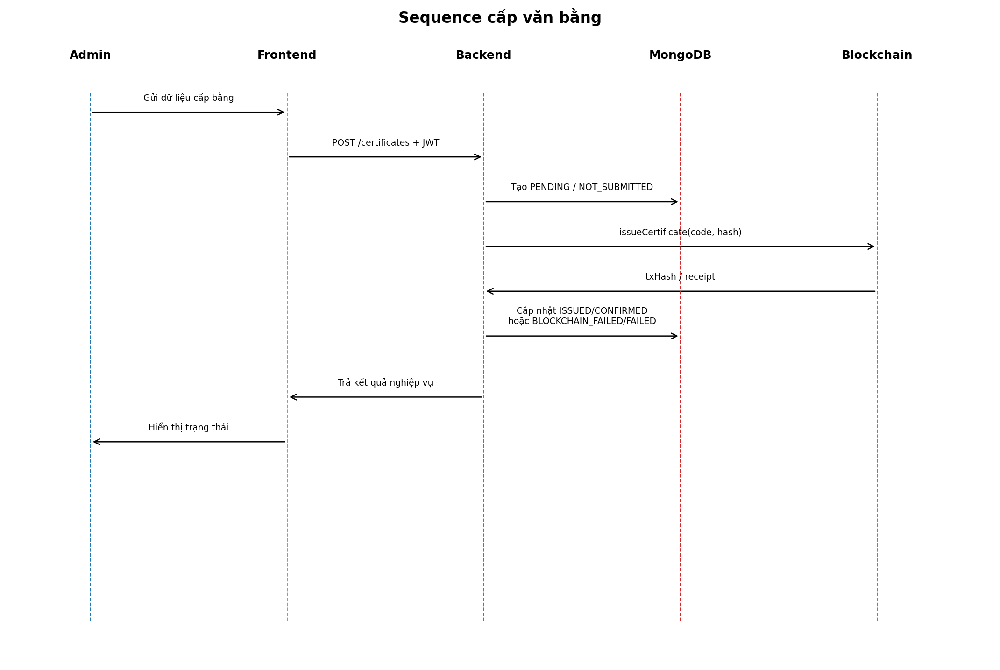 Sequence cấp văn bằng
Admin
Frontend
Backend
MongoDB
Blockchain
Gửi dữ liệu cấp bằng
POST /certificates + JWT
Tạo PENDING / NOT_SUBMITTED
issueCertificate(code, hash)
txHash / receipt
Cập nhật ISSUED/CONFIRMED
hoặc BLOCKCHAIN_FAILED/FAILED
Trả kết quả nghiệp vụ
Hiển thị trạng thái